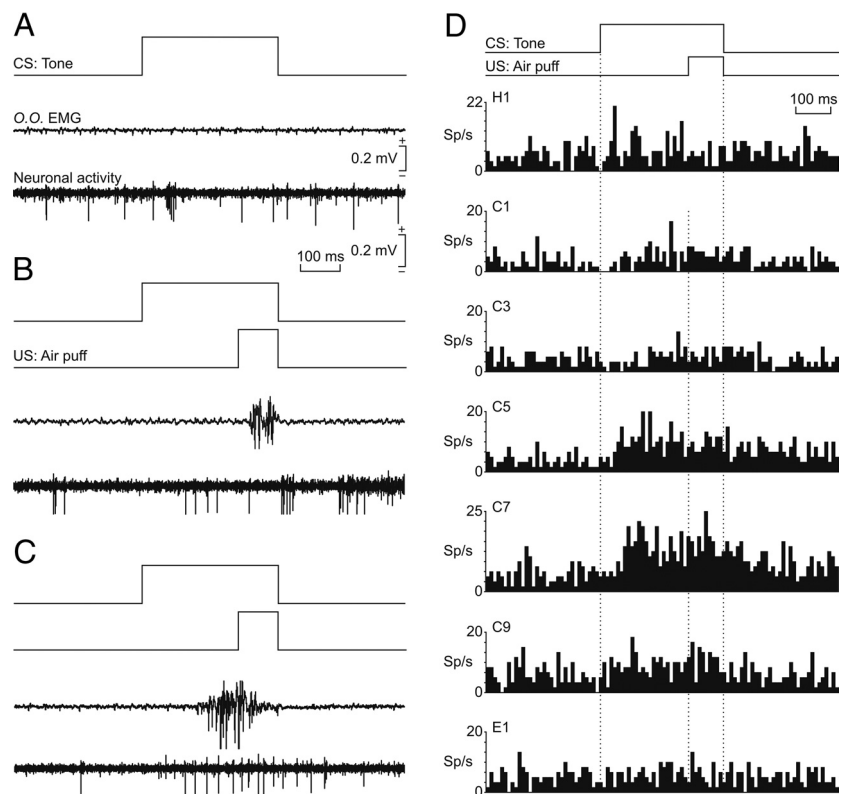 A
CS: Tone
O.O. EMG
+
0.2 mV
–
Neuronal activity
+
0.2 mV
–
100 ms
B
US: Air puff
C
D
CS: Tone
US: Air puff
100 ms
H1
22
Sp/s
0
C1
20
Sp/s
0
C3
20
Sp/s
0
C5
20
Sp/s
0
C7
25
Sp/s
0
C9
20
Sp/s
0
E1
20
Sp/s
0